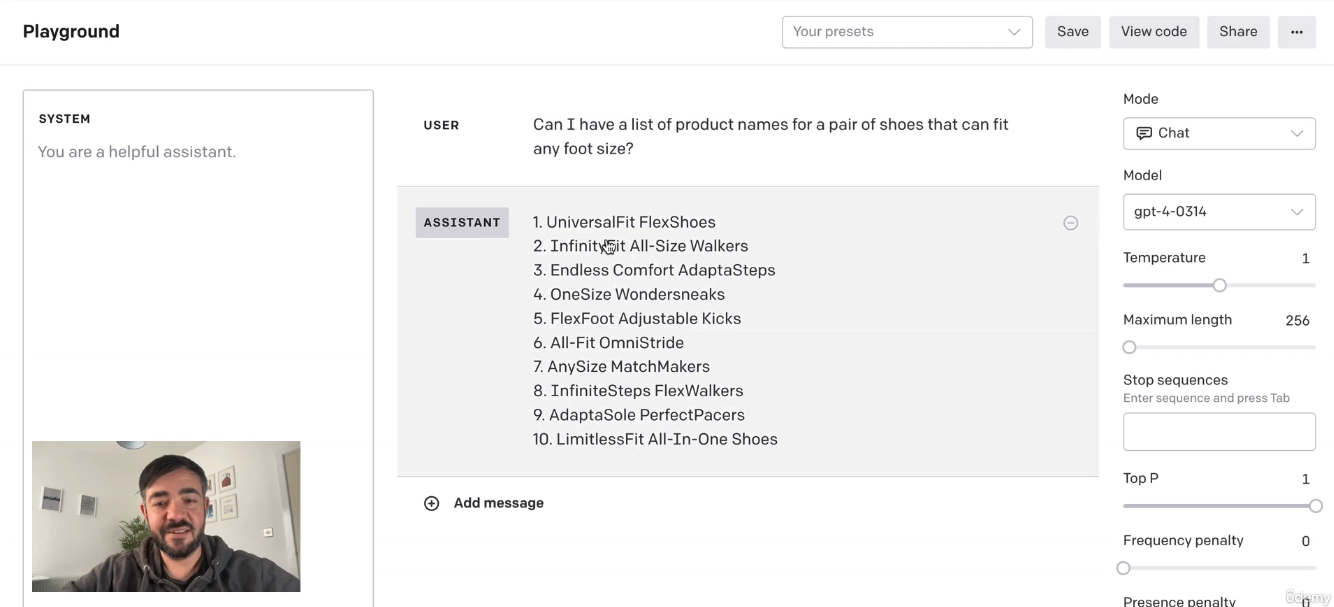 Playground
Your presets
Save
View code
Share
...
SYSTEM
You are a helpful assistant.
USER
Can I have a list of product names for a pair of shoes that can fit
any foot size?
ASSISTANT
1. UniversalFit FlexShoes
2. InfinityFit All-Size Walkers
3. Endless Comfort AdaptaSteps
4. OneSize Wondersneaks
5. FlexFoot Adjustable Kicks
6. All-Fit OmniStride
7. AnySize MatchMakers
8. InfiniteSteps FlexWalkers
9. AdaptaSole PerfectPacers
10. LimitlessFit All-In-One Shoes
Add message
Mode
Chat
Model
gpt-4-0314
Temperature 1
Maximum length 256
Stop sequences
Enter sequence and press Tab
Top P 1
Frequency penalty 0
Presence penalty 0
ûdemy